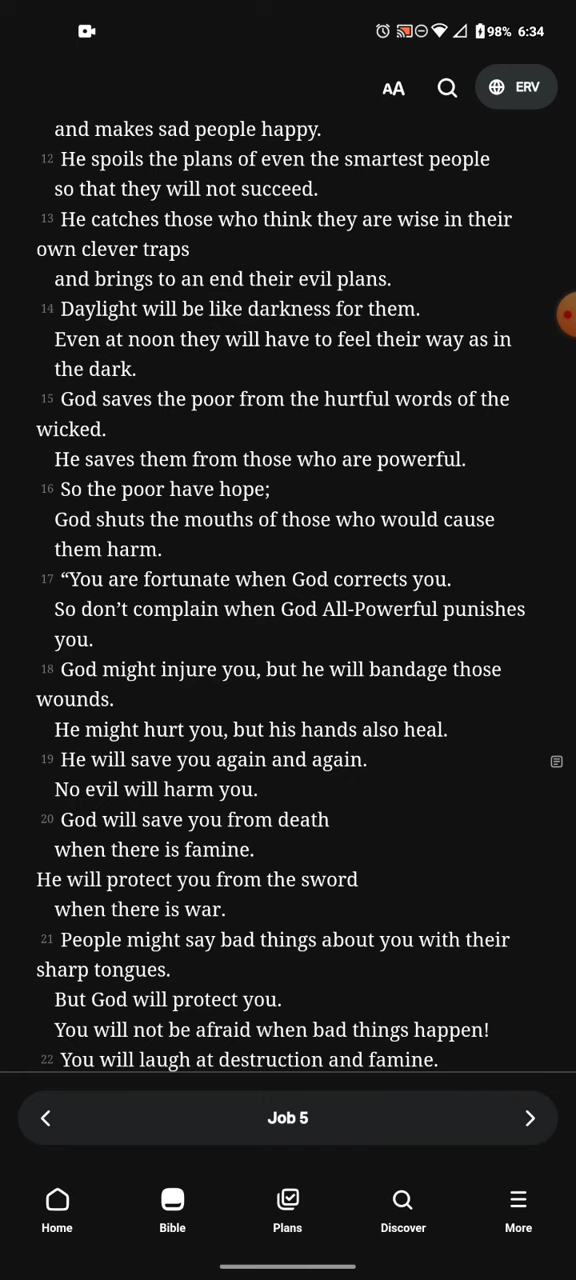 98% 6:34
AA ERV
and makes sad people happy.
12 He spoils the plans of even the smartest people
so that they will not succeed.
13 He catches those who think they are wise in their
own clever traps
and brings to an end their evil plans.
14 Daylight will be like darkness for them.
Even at noon they will have to feel their way as in
the dark.
15 God saves the poor from the hurtful words of the
wicked.
He saves them from those who are powerful.
16 So the poor have hope;
God shuts the mouths of those who would cause
them harm.
17 “You are fortunate when God corrects you.
So don’t complain when God All-Powerful punishes
you.
18 God might injure you, but he will bandage those
wounds.
He might hurt you, but his hands also heal.
19 He will save you again and again.
No evil will harm you.
20 God will save you from death
when there is famine.
He will protect you from the sword
when there is war.
21 People might say bad things about you with their
sharp tongues.
But God will protect you.
You will not be afraid when bad things happen!
22 You will laugh at destruction and famine.
Job 5
Home Bible Plans Discover More